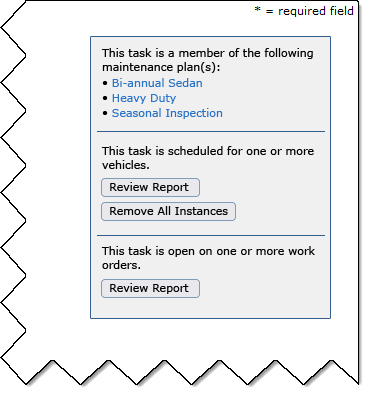 * = required field
This task is a member of the following
maintenance plan(s):
• Bi-annual Sedan
• Heavy Duty
• Seasonal Inspection
This task is scheduled for one or more
vehicles.
Review Report
Remove All Instances
This task is open on one or more work
orders.
Review Report